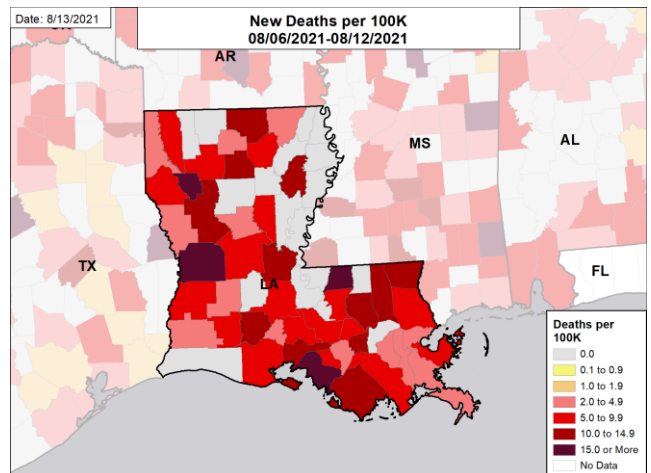 Date: 8/13/2021
New Deaths per 100K
08/06/2021-08/12/2021
AR
MS
AL
TX
LA
FL
Deaths per
100K
0.0
0.1 to 0.9
1.0 to 1.9
2.0 to 4.9
5.0 to 9.9
10.0 to 14.9
15.0 or More
No Data